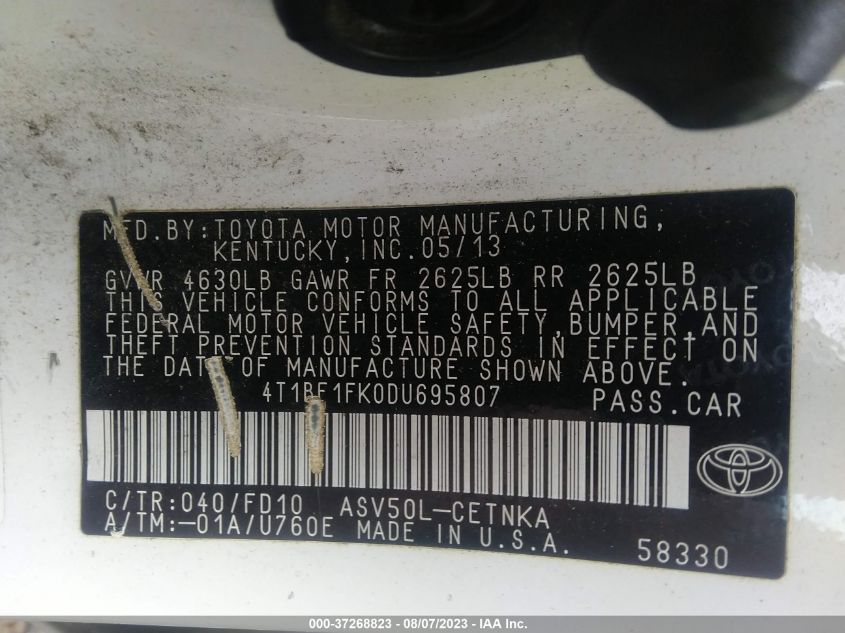 MFD.BY:TOYOTA MOTOR MANUFACTURING,
KENTUCKY,INC.05/13
GVWR 4630LB GAWR FR 2625LB RR 2625LB
THIS VEHICLE CONFORMS TO ALL APPLICABLE
FEDERAL MOTOR VEHICLE SAFETY,BUMPER,AND
THEFT PREVENTION STANDARDS IN EFFECT ON
THE DATE OF MANUFACTURE SHOWN ABOVE.
4T1BF1FK0DU695807 PASS.CAR
C/TR:040/FD10 ASV50L-CETNKA
A/TM:-01A/U760E MADE IN U.S.A.
58330
000-37268823 - 08/07/2023 - IAA Inc.